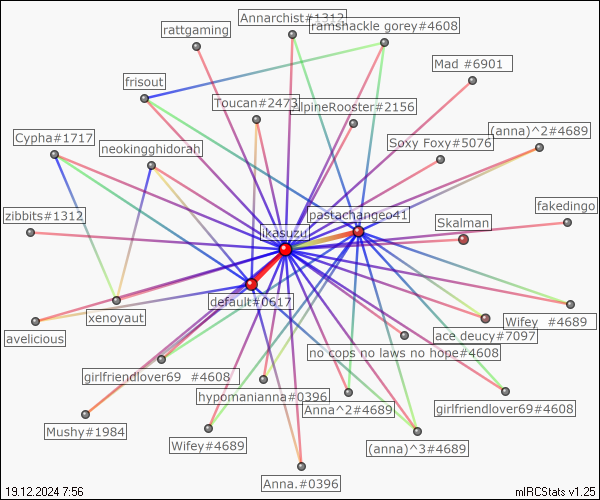 Annarchist#1312
rattgaming
ramshackle gorey#4608
Mad #6901
frisout
Toucan#2473
AlpineRooster#2156
Cypha#1717
neokingghidorah
Soxy Foxy#5076
(anna)^2#4689
zibbits#1312
ikasuzu
pastachangeo41
Skalman
fakedingo
default#0617
xenoyaut
avelicious
ace deucy#7097
Wifey #4689
no cops no laws no hope#4608
girlfriendlover69 #4608
hypomanianna#0396
Anna^2#4689
girlfriendlover69#4608
Mushy#1984
Wifey#4689
(anna)^3#4689
Anna.#0396
19.12.2024 7:56
mIRCStats v1.25